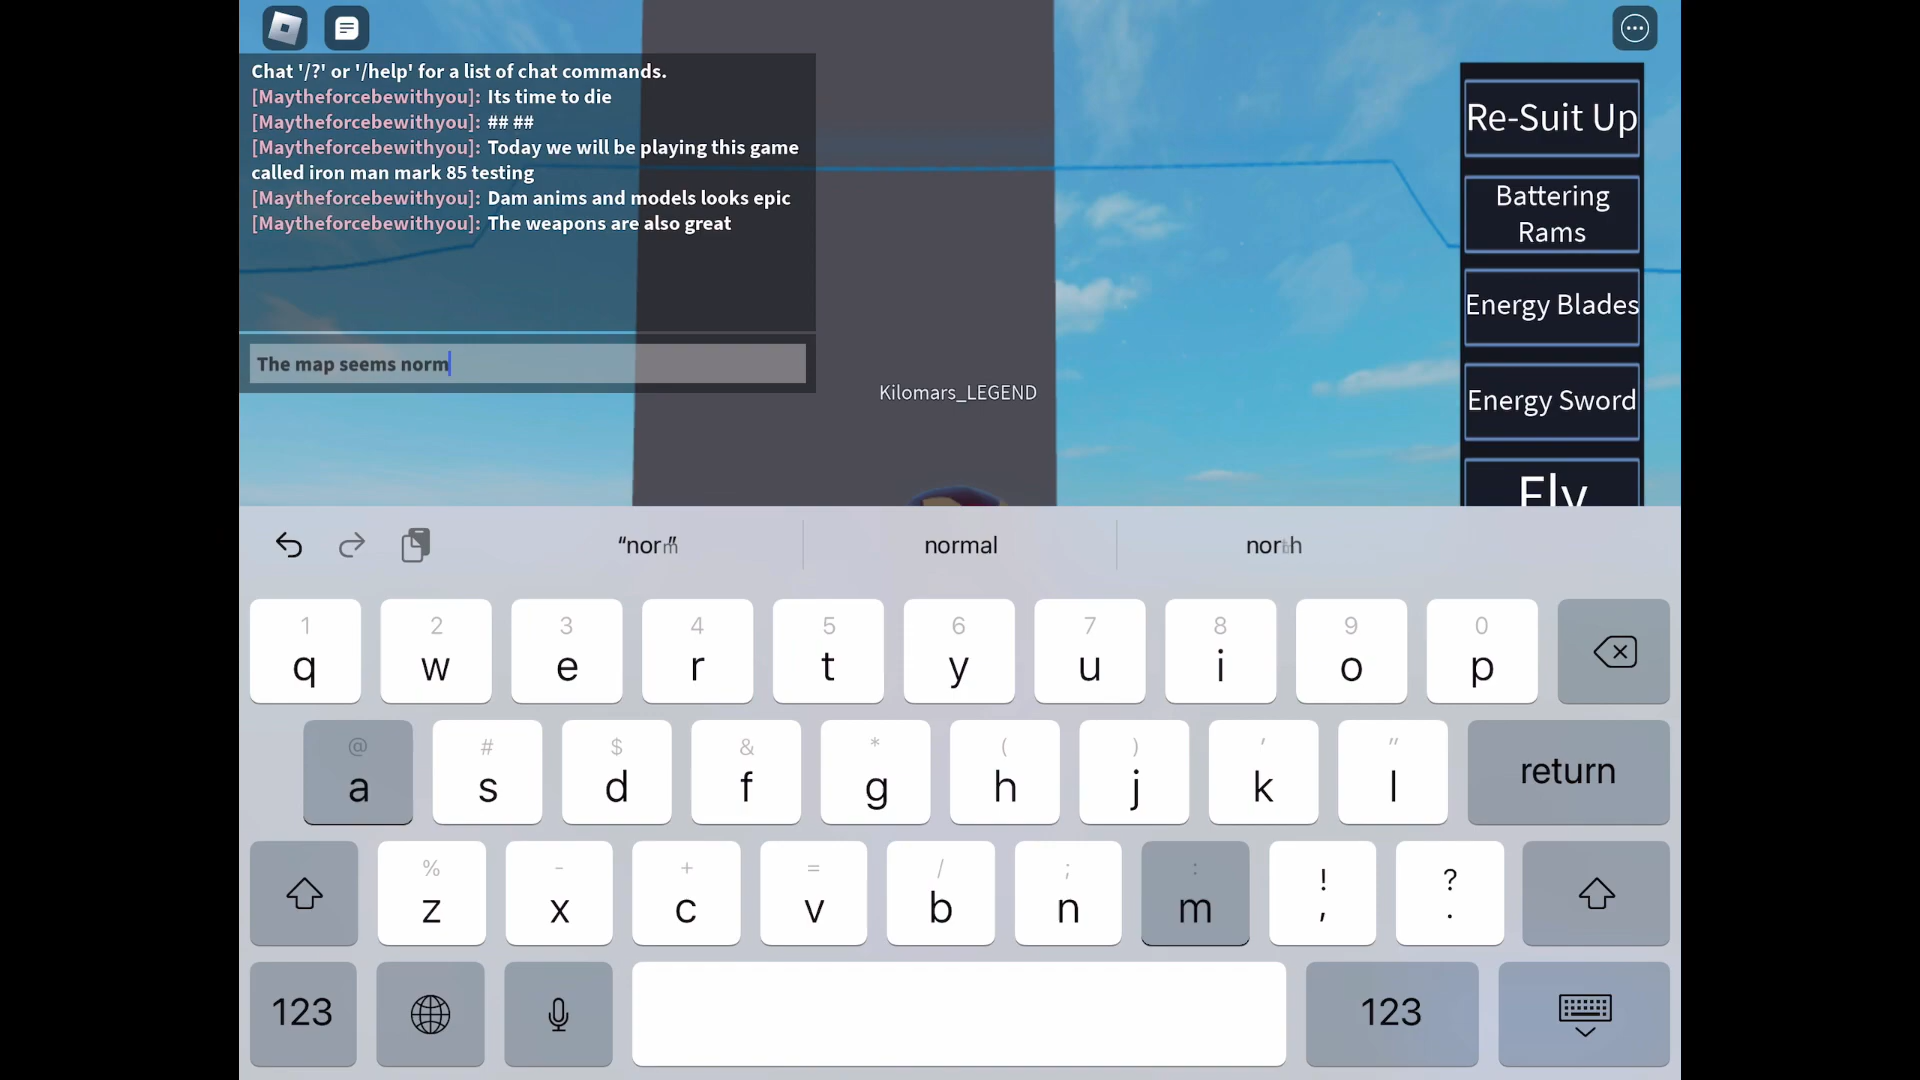 Chat '/?' or '/help' for a list of chat commands.
[Maytheforcebewithyou]: Its time to die
[Maytheforcebewithyou]: ## ##
[Maytheforcebewithyou]: Today we will be playing this game
called iron man mark 85 testing
[Maytheforcebewithyou]: Dam anims and models looks epic
[Maytheforcebewithyou]: The weapons are also great
The map seems norm
Kilomars_LEGEND
Re-Suit Up
Battering
Rams
Energy Blades
Energy Sword
Fly
“norm” normal north
1 2 3 4 5 6 7 8 9 0
q w e r t y u i o p
@ # $ & * ( ) ' "
a s d f g h j k l return
% - + = / ; : ! ?
z x c v b n m , .
123 123